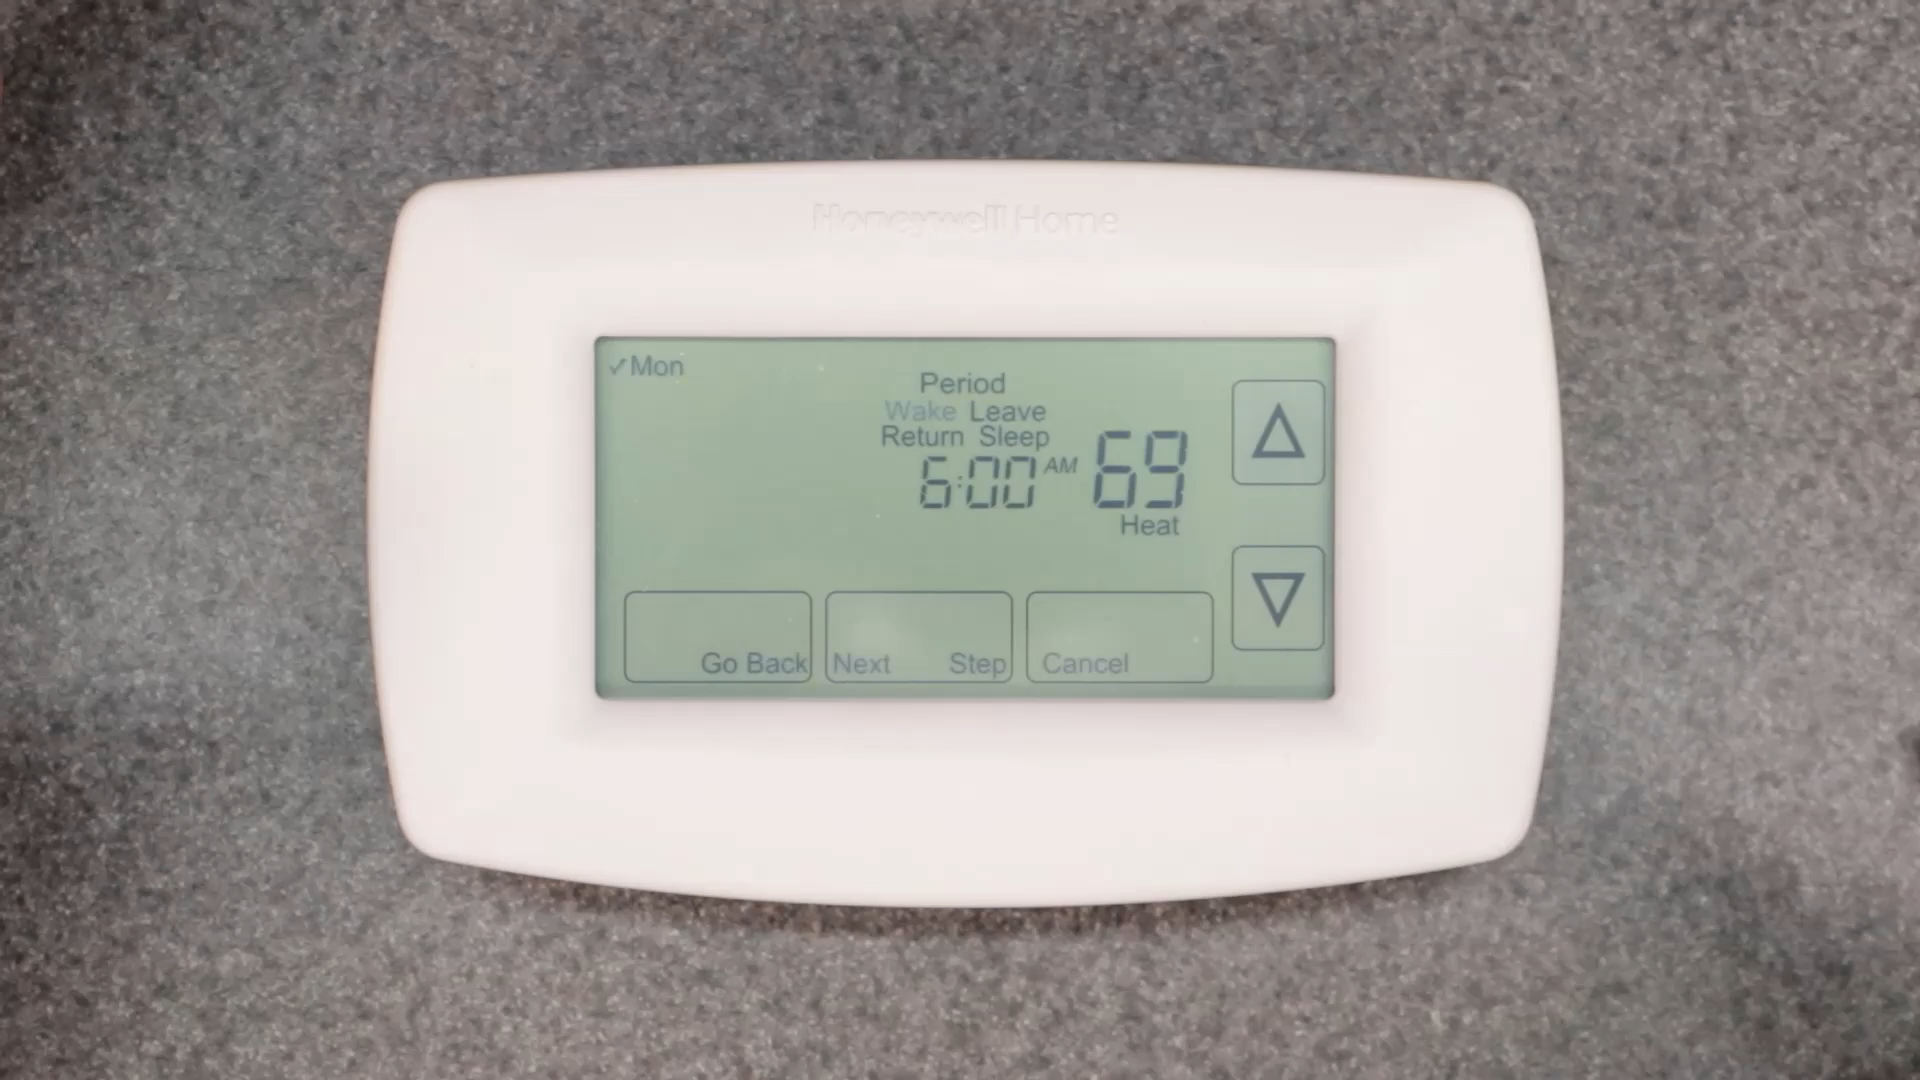 Honeywell Home
✓Mon
Period
Wake Leave
Return Sleep
6:00 AM 69
Heat
Go Back Next Step Cancel